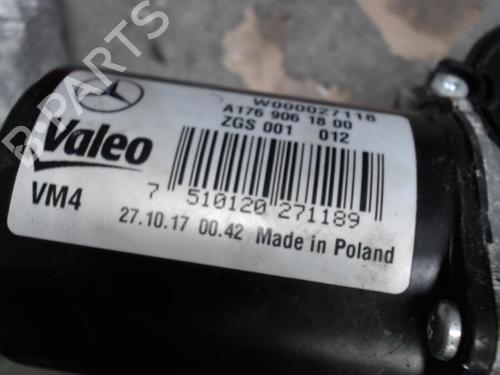 W000027118
A176 906 18 00
ZGS 001 012
Valeo
VM4
7 510120 271189
27.10.17 00.42 Made in Poland